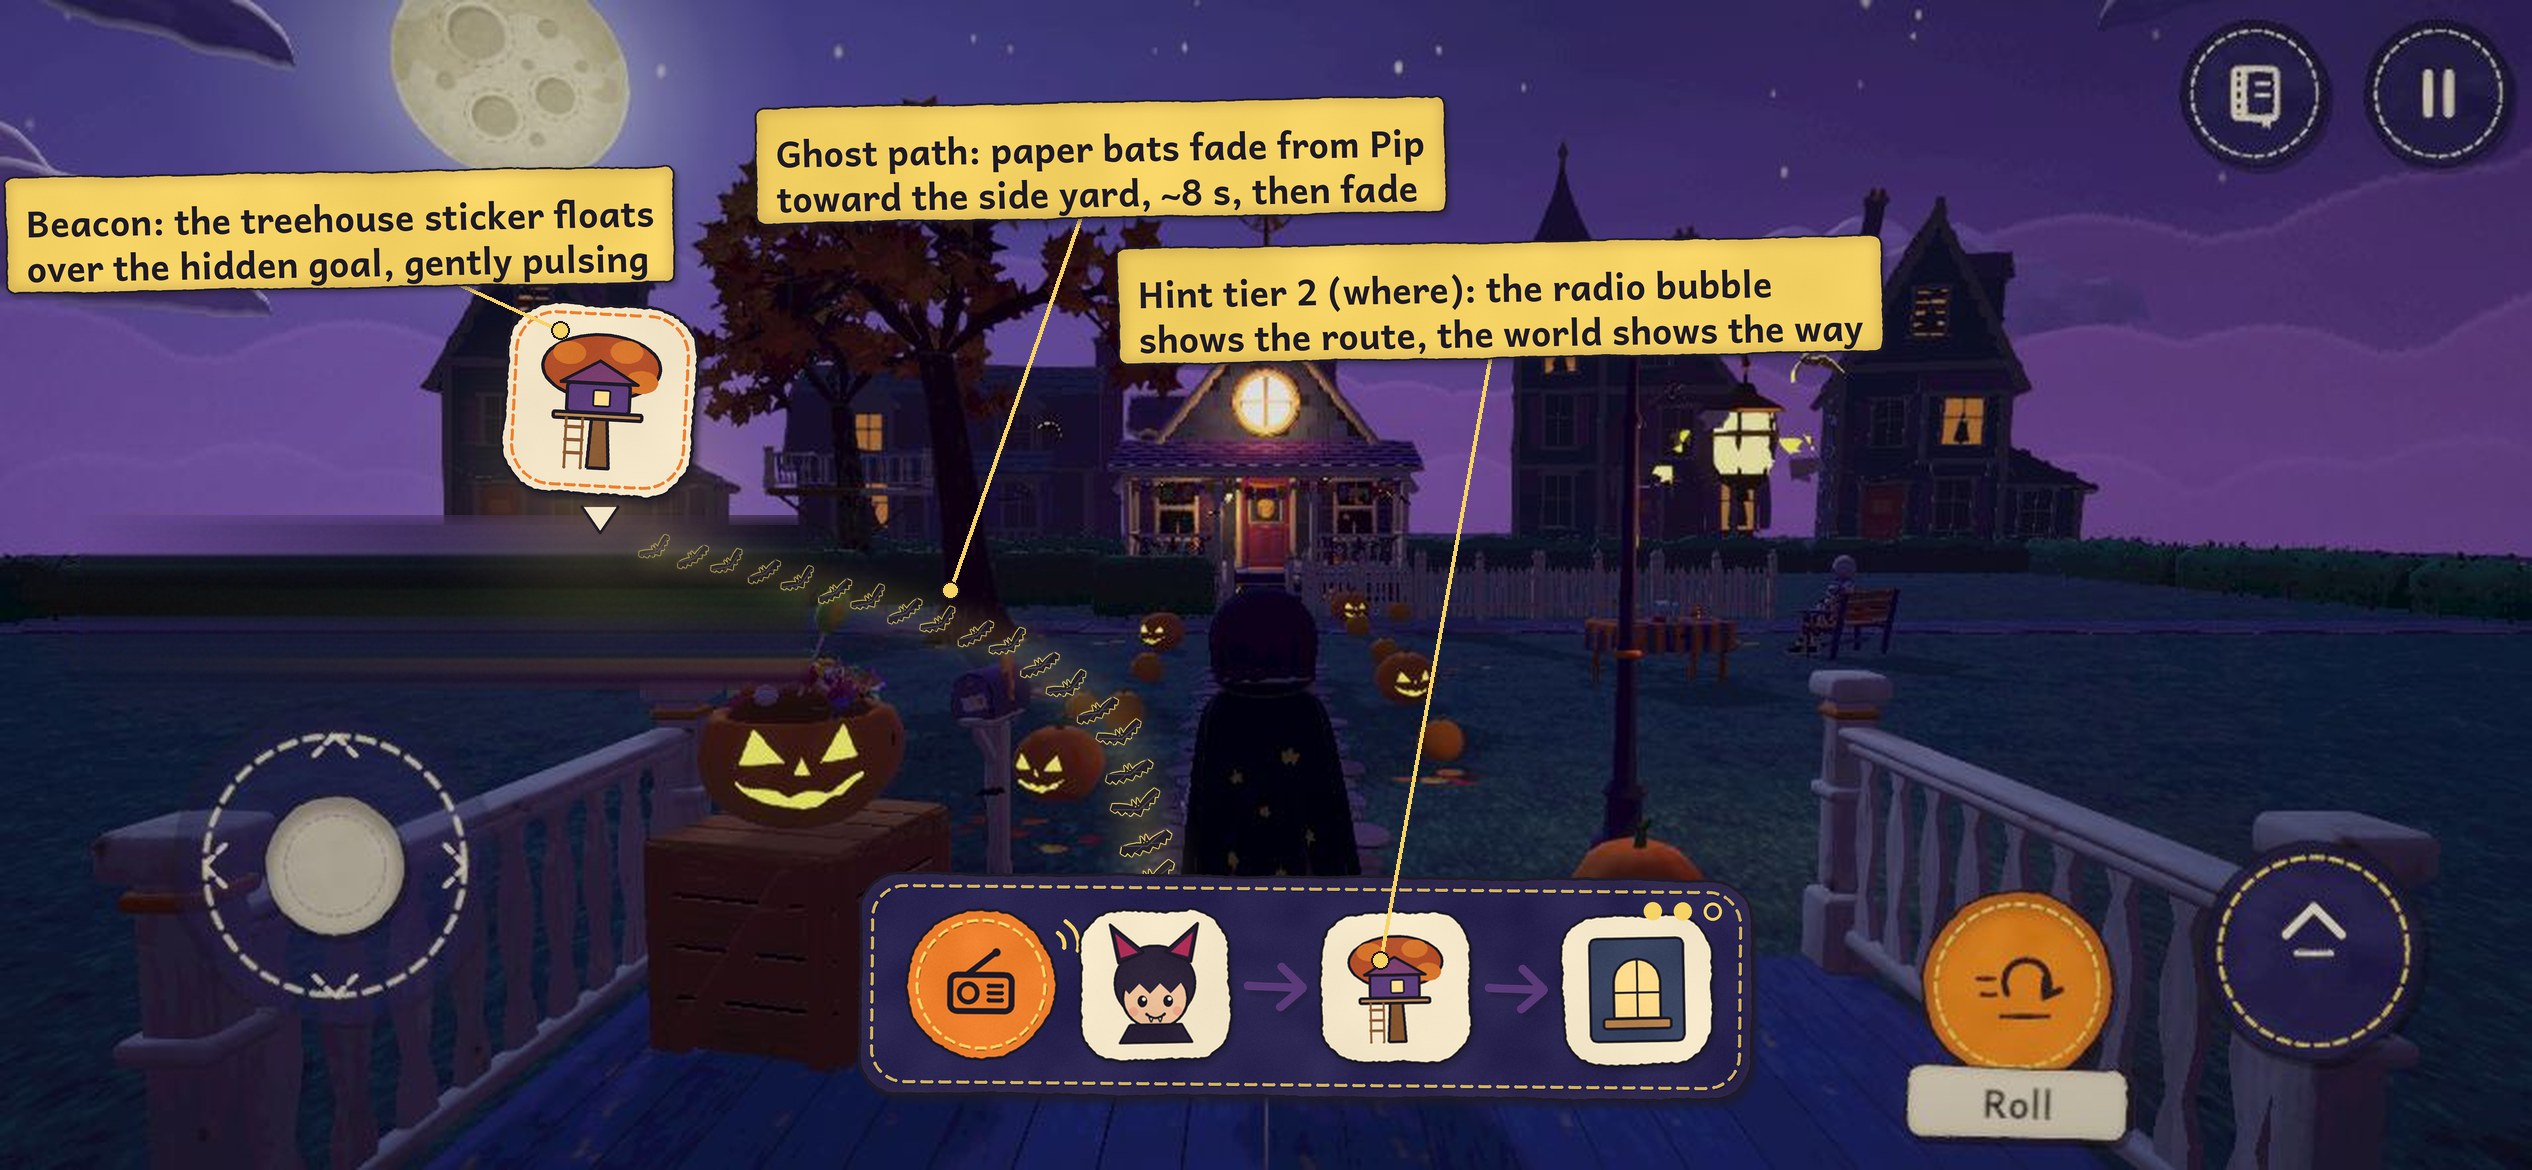 Ghost path: paper bats fade from Pip
toward the side yard, ~8 s, then fade
Beacon: the treehouse sticker floats
over the hidden goal, gently pulsing
Hint tier 2 (where): the radio bubble
shows the route, the world shows the way
Roll